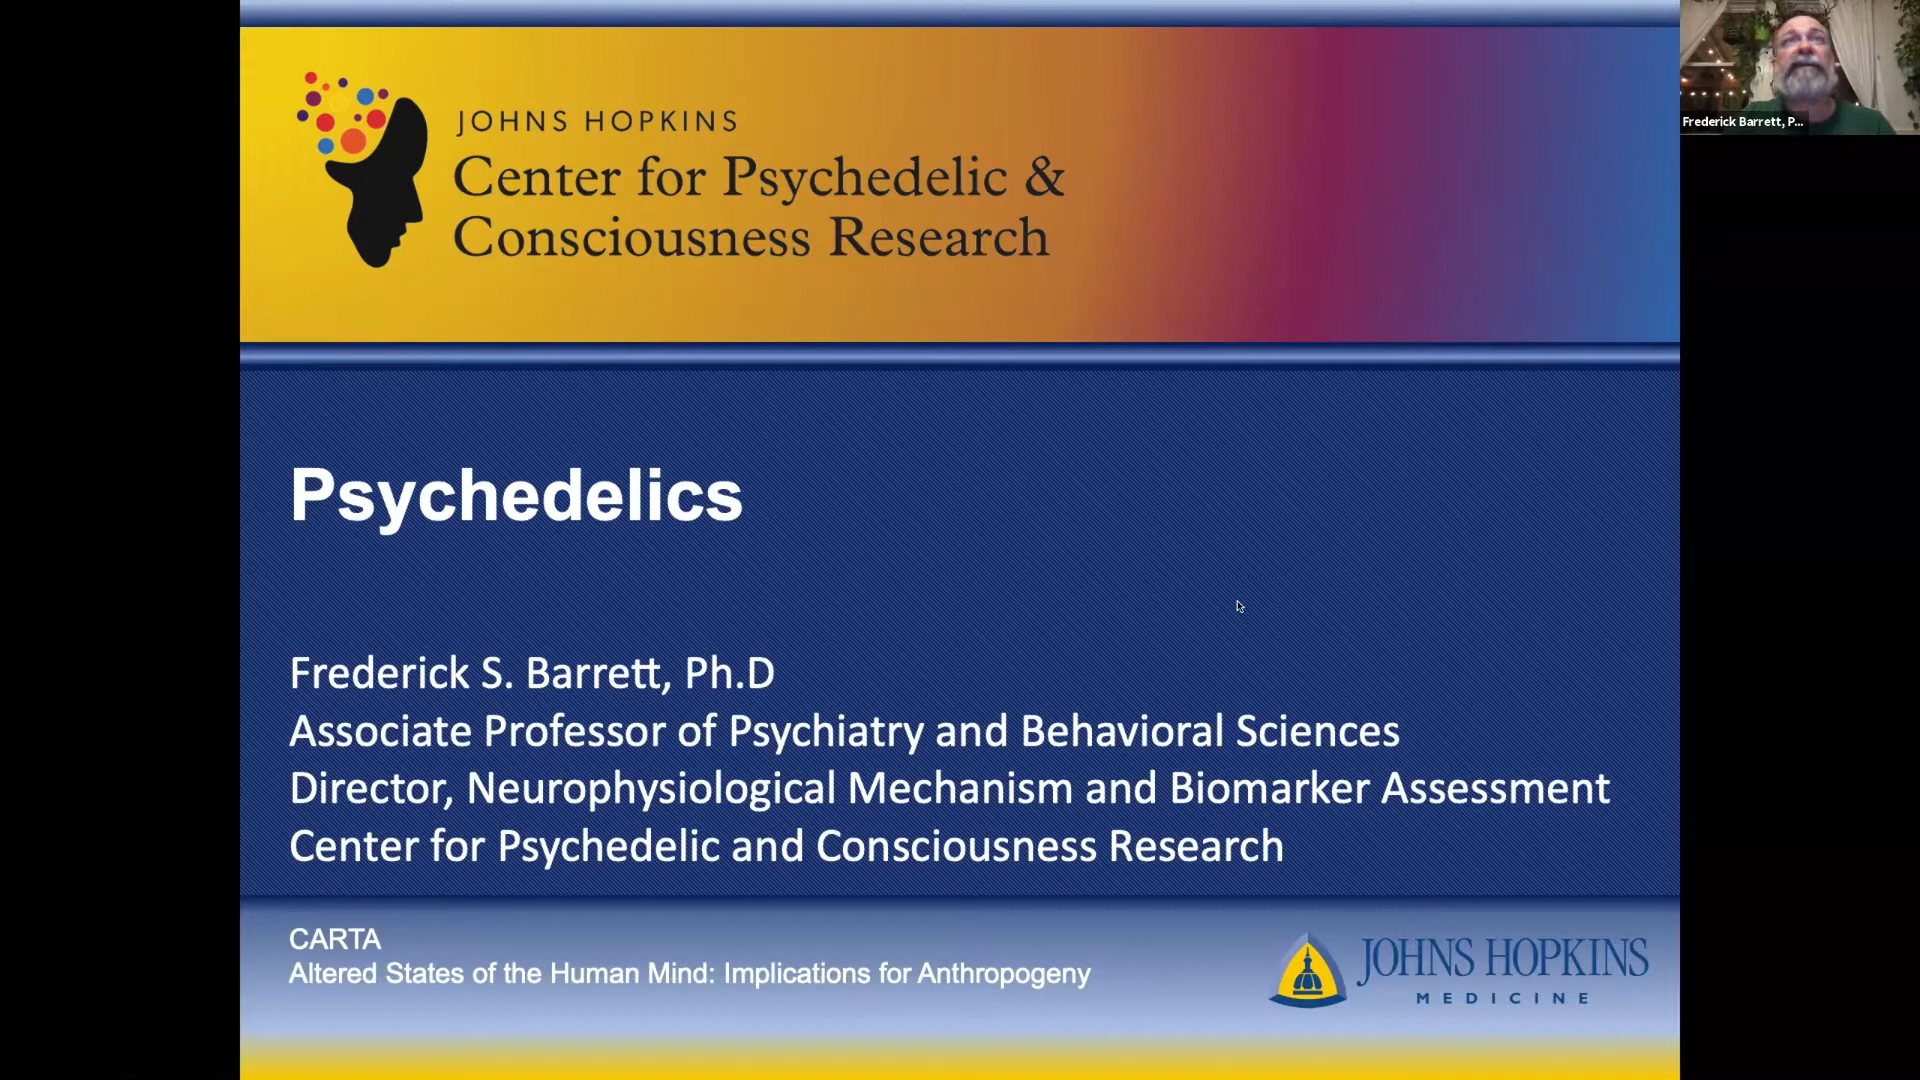 JOHNS HOPKINS
Center for Psychedelic &
Consciousness Research
Frederick Barrett, P...
Psychedelics
Frederick S. Barrett, Ph.D
Associate Professor of Psychiatry and Behavioral Sciences
Director, Neurophysiological Mechanism and Biomarker Assessment
Center for Psychedelic and Consciousness Research
CARTA
Altered States of the Human Mind: Implications for Anthropogeny
JOHNS HOPKINS
MEDICINE